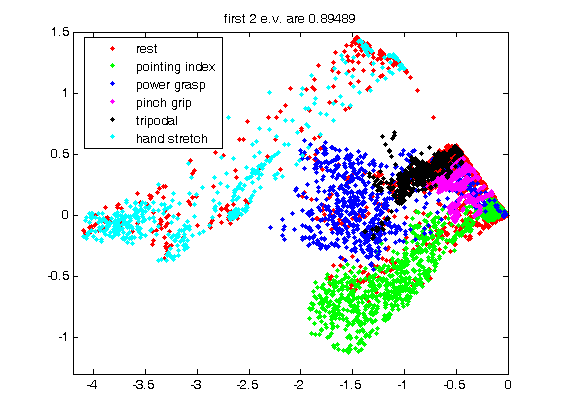 first 2 e.v. are 0.89489
1.5
1
0.5
0
-0.5
-1
rest
pointing index
power grasp
pinch grip
tripodal
hand stretch
-4 -3.5 -3 -2.5 -2 -1.5 -1 -0.5 0